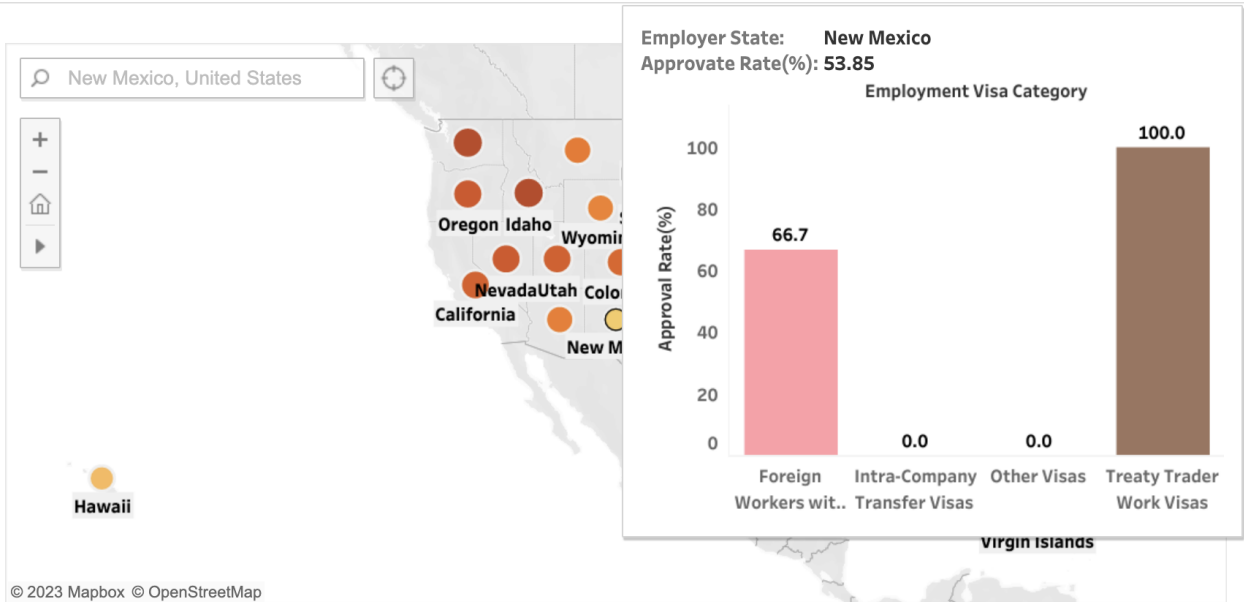 New Mexico, United States
Employer State: New Mexico
Approvate Rate(%): 53.85
Employment Visa Category
Approval Rate(%)
100
80
60
40
20
0
66.7
0.0
0.0
100.0
Foreign Workers wit..
Intra-Company Transfer Visas
Other Visas
Treaty Trader Work Visas
Oregon
Idaho
Wyomin
Nevada
Utah
Colo
California
New M
Hawaii
Virgin Islands
© 2023 Mapbox © OpenStreetMap